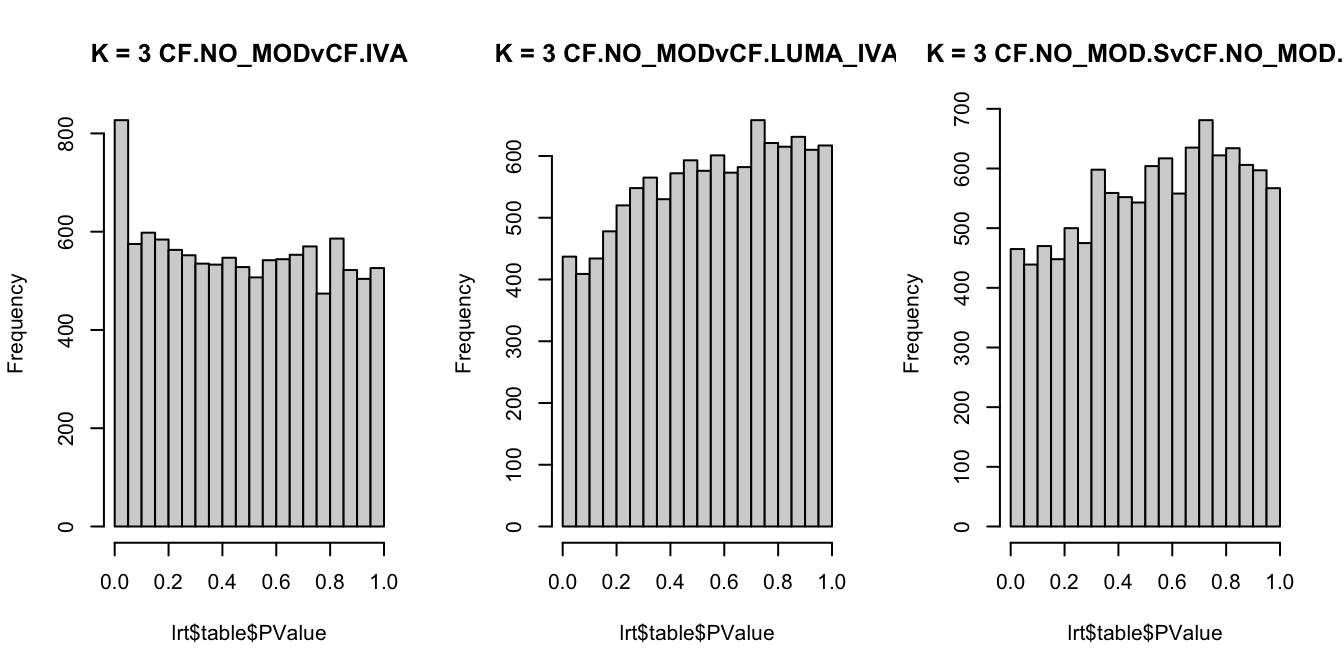 K = 3 CF.NO_MODvCF.IVA
Frequency
800
600
400
200
0
0.0 0.2 0.4 0.6 0.8 1.0
lrt$table$PValue
K = 3 CF.NO_MODvCF.LUMA_IVA
Frequency
600
500
400
300
200
100
0
0.0 0.2 0.4 0.6 0.8 1.0
lrt$table$PValue
K = 3 CF.NO_MOD.SvCF.NO_MOD.
Frequency
700
600
500
400
300
200
100
0
0.0 0.2 0.4 0.6 0.8 1.0
lrt$table$PValue